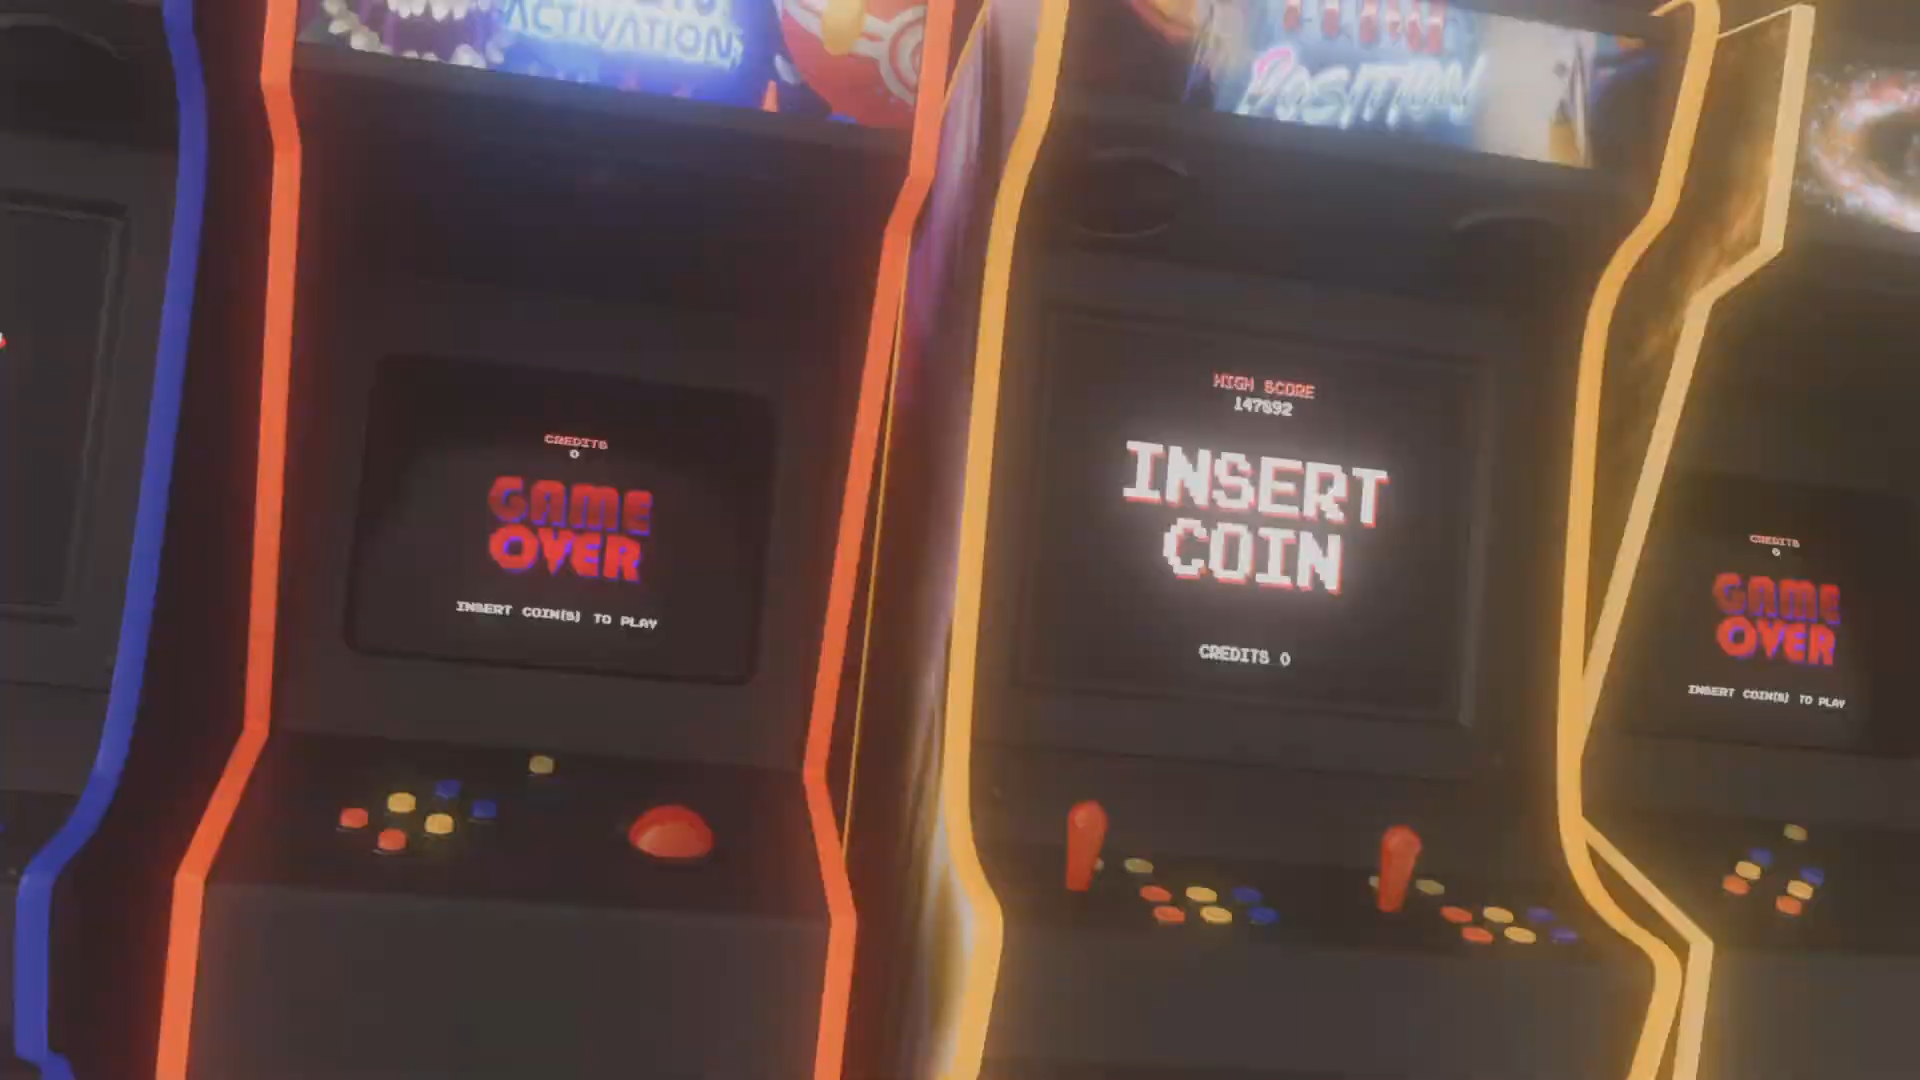 ACTIVATION
POSITION
CREDITS
0
GAME
OVER
INSERT COIN(S) TO PLAY
HIGH SCORE
147892
INSERT
COIN
CREDITS 0
CREDITS
0
GAME
OVER
INSERT COIN(S) TO PLAY